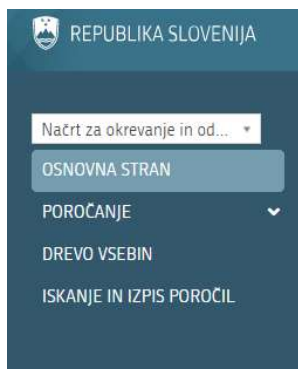 REPUBLIKA SLOVENIJA
Načrt za okrevanje in od...
OSNOVNA STRAN
POROČANJE
DREVO VSEBIN
ISKANJE IN IZPIS POROČIL